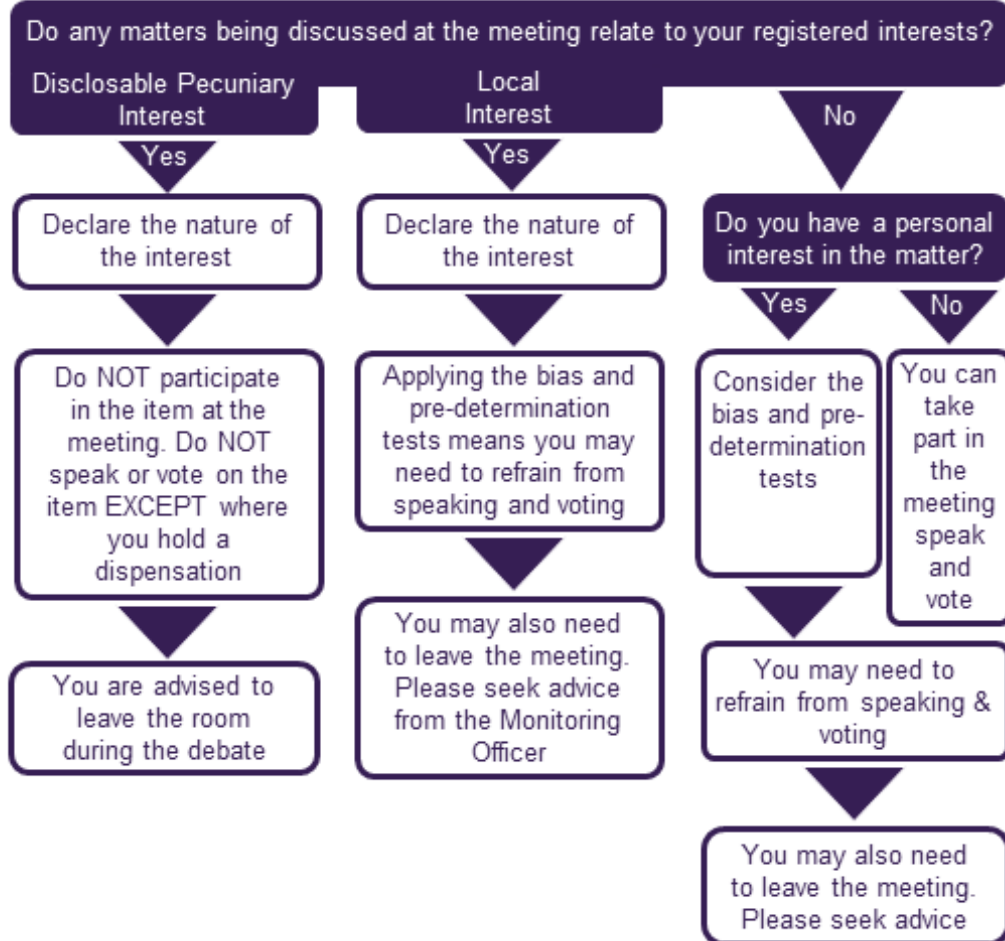 Do any matters being discussed at the meeting relate to your registered interests?
Disclosable Pecuniary
Interest
Yes
Declare the nature of
the interest
Do NOT participate
in the item at the
meeting. Do NOT
speak or vote on the
item EXCEPT where
you hold a
dispensation
You are advised to
leave the room
during the debate
Local
Interest
Yes
Declare the nature of
the interest
Applying the bias and
pre-determination
tests means you may
need to refrain from
speaking and voting
You may also need
to leave the meeting.
Please seek advice
from the Monitoring
Officer
No
Do you have a personal
interest in the matter?
Yes
Consider the
bias and pre-
determination
tests
You may need to
refrain from speaking &
voting
You may also need
to leave the meeting.
Please seek advice
No
You can
take
part in
the
meeting
speak
and
vote